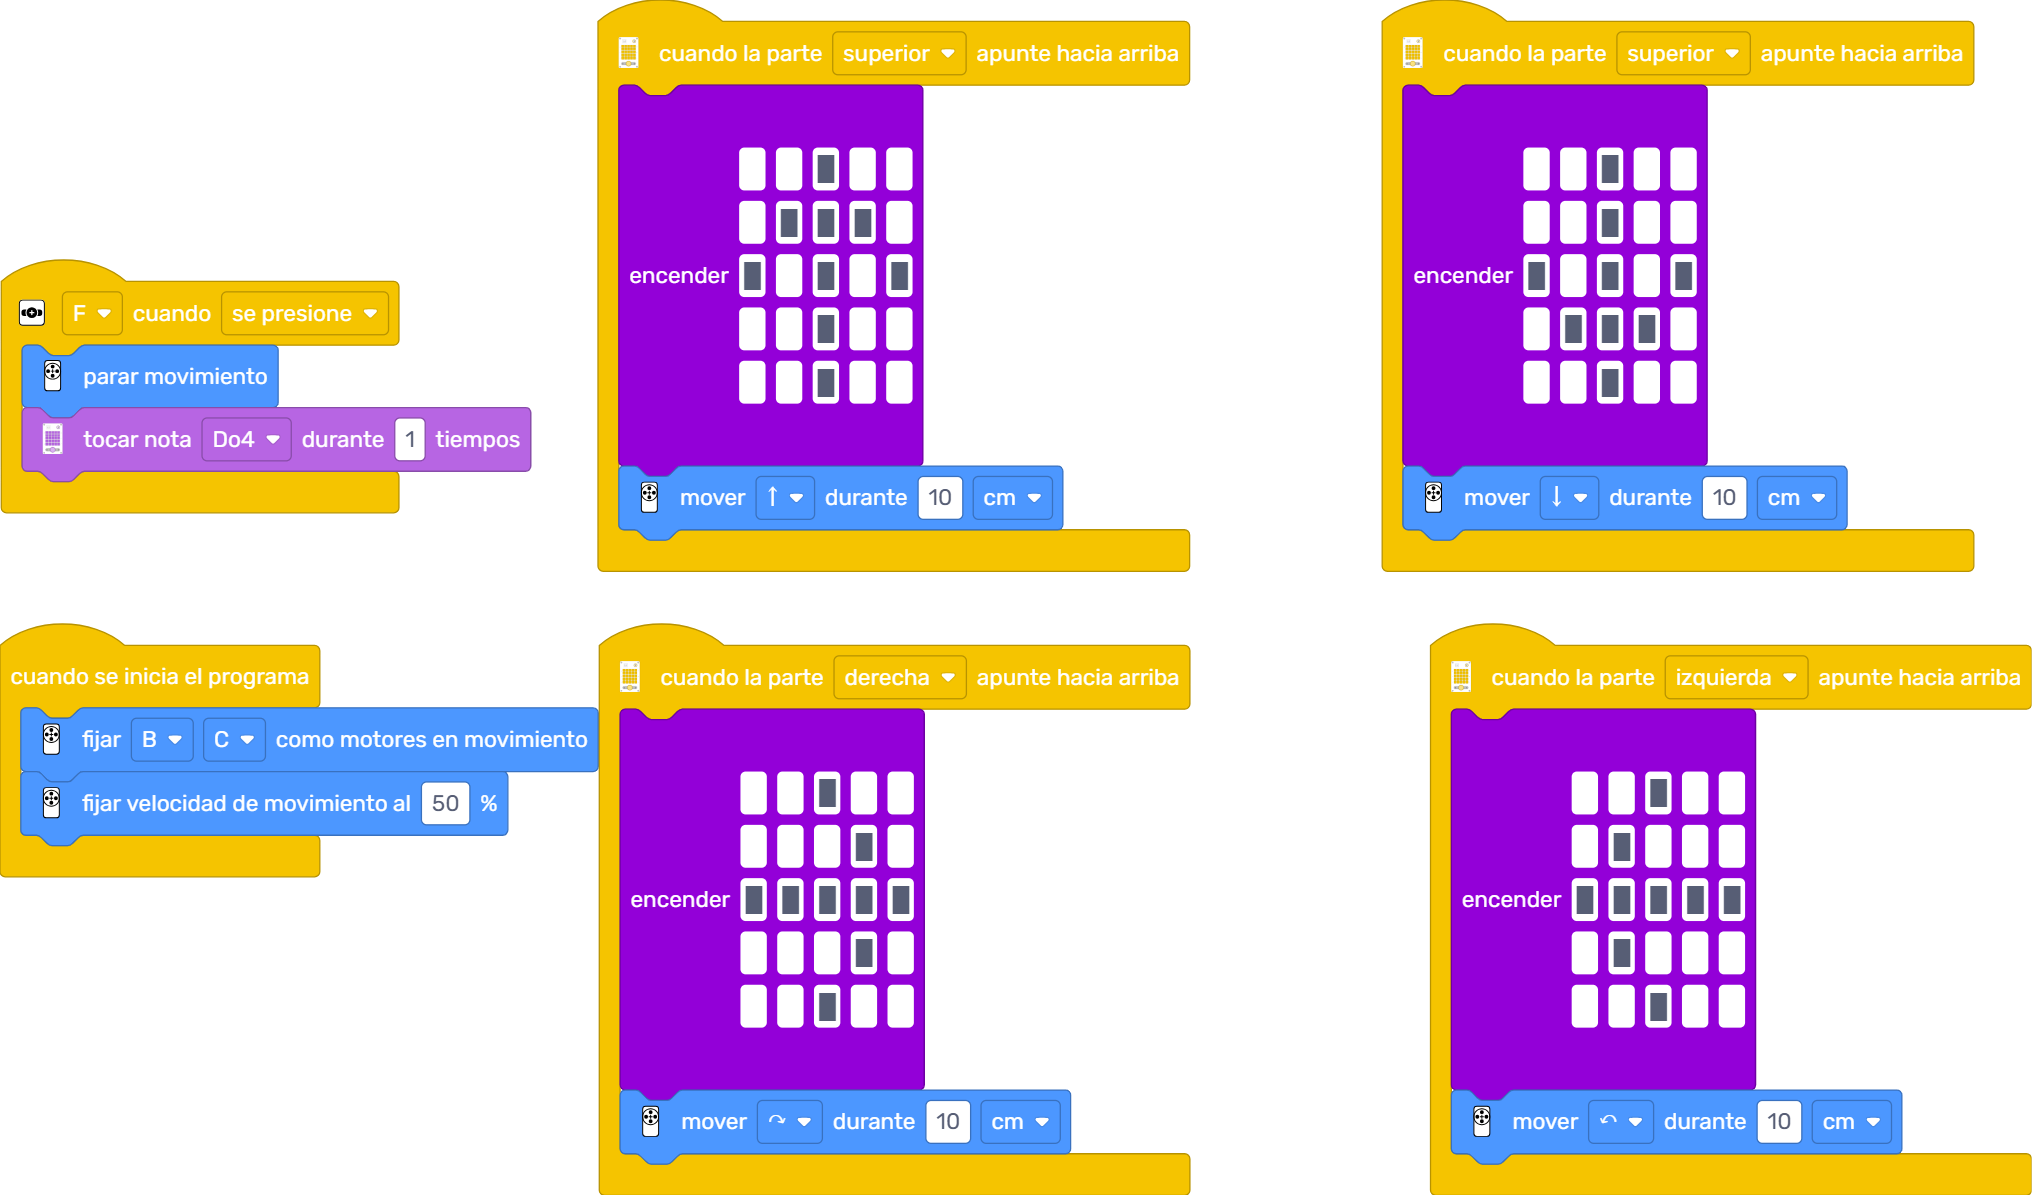 cuando la parte superior apunte hacia arriba
encender
mover ↑ durante 10 cm
cuando la parte superior apunte hacia arriba
encender
mover ↓ durante 10 cm
F cuando se presione
parar movimiento
tocar nota Do4 durante 1 tiempos
cuando se inicia el programa
fijar B C como motores en movimiento
fijar velocidad de movimiento al 50 %
cuando la parte derecha apunte hacia arriba
encender
mover ↷ durante 10 cm
cuando la parte izquierda apunte hacia arriba
encender
mover ↶ durante 10 cm